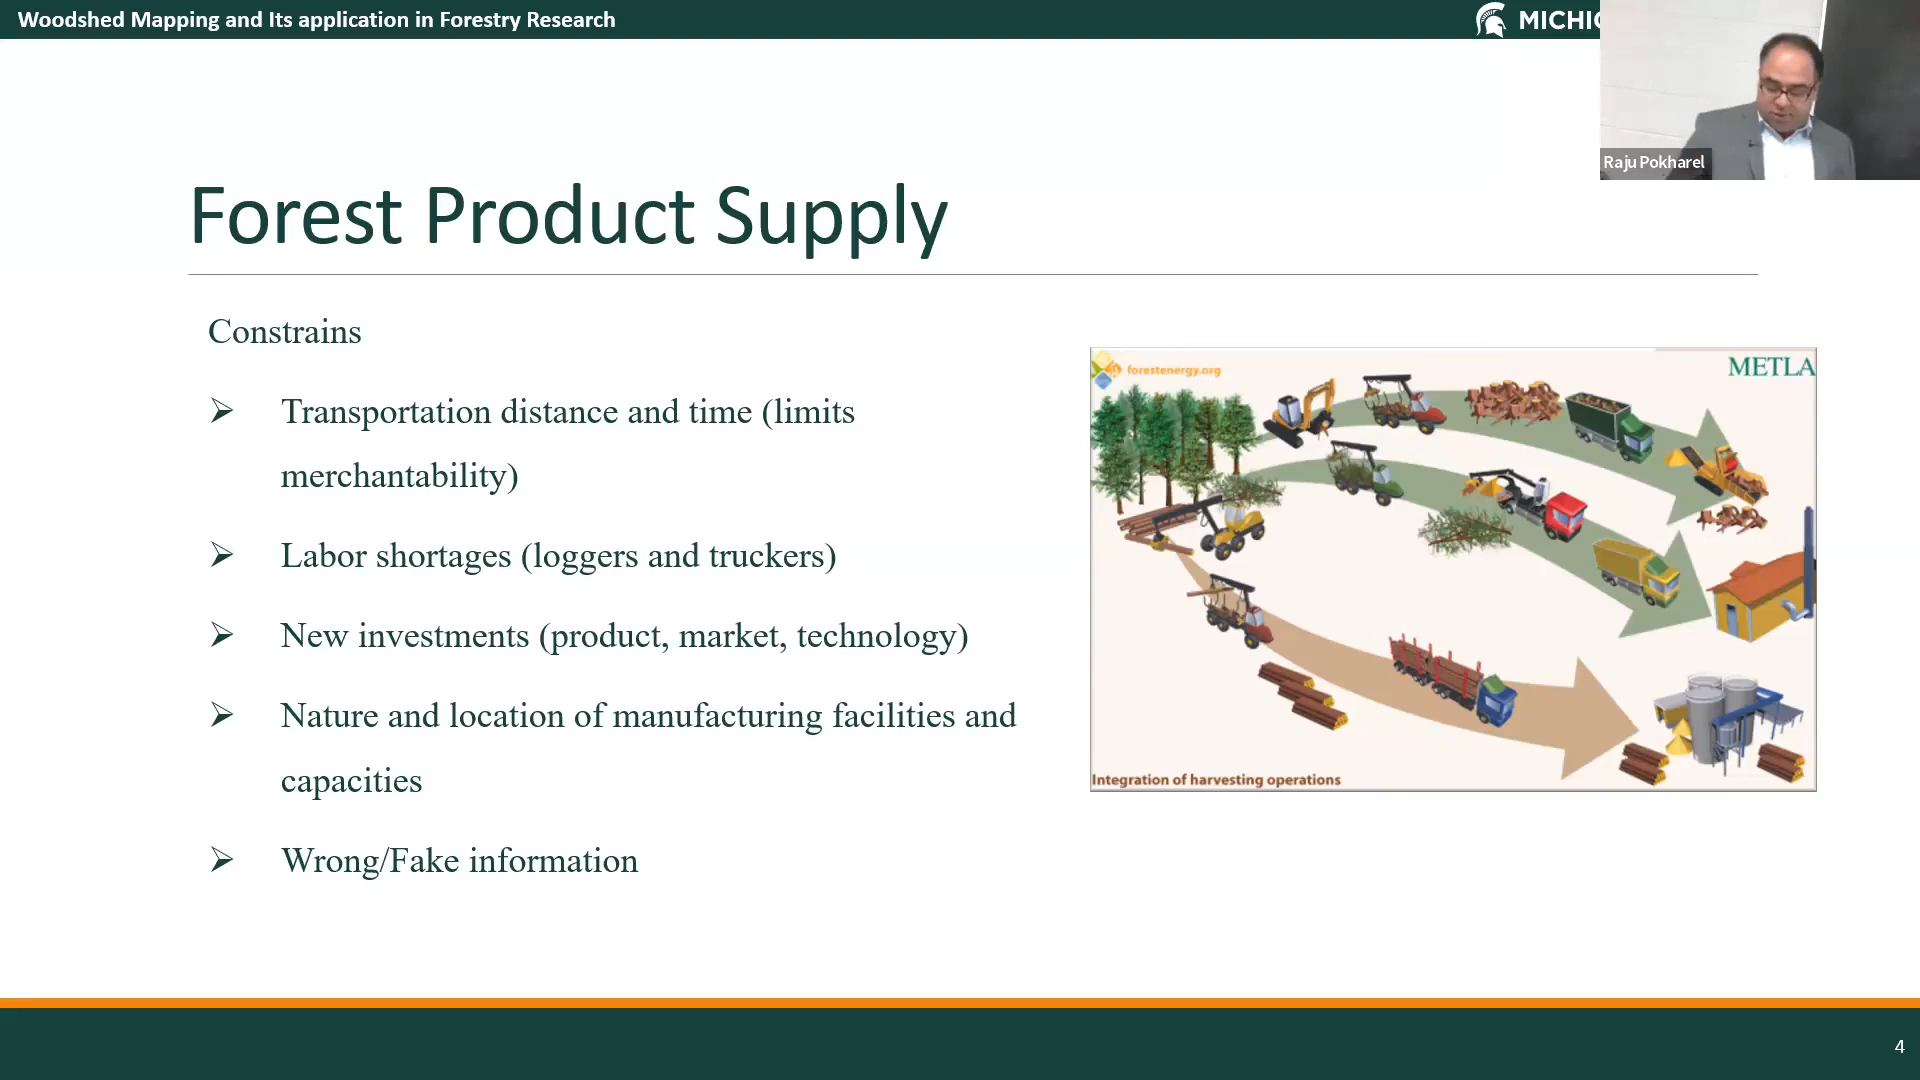 Woodshed Mapping and Its application in Forestry Research
Raju Pokharel
Forest Product Supply
Constrains
Transportation distance and time (limits
merchantability)
Labor shortages (loggers and truckers)
New investments (product, market, technology)
Nature and location of manufacturing facilities and
capacities
Wrong/Fake information
forestenergy.org
METLA
Integration of harvesting operations
4